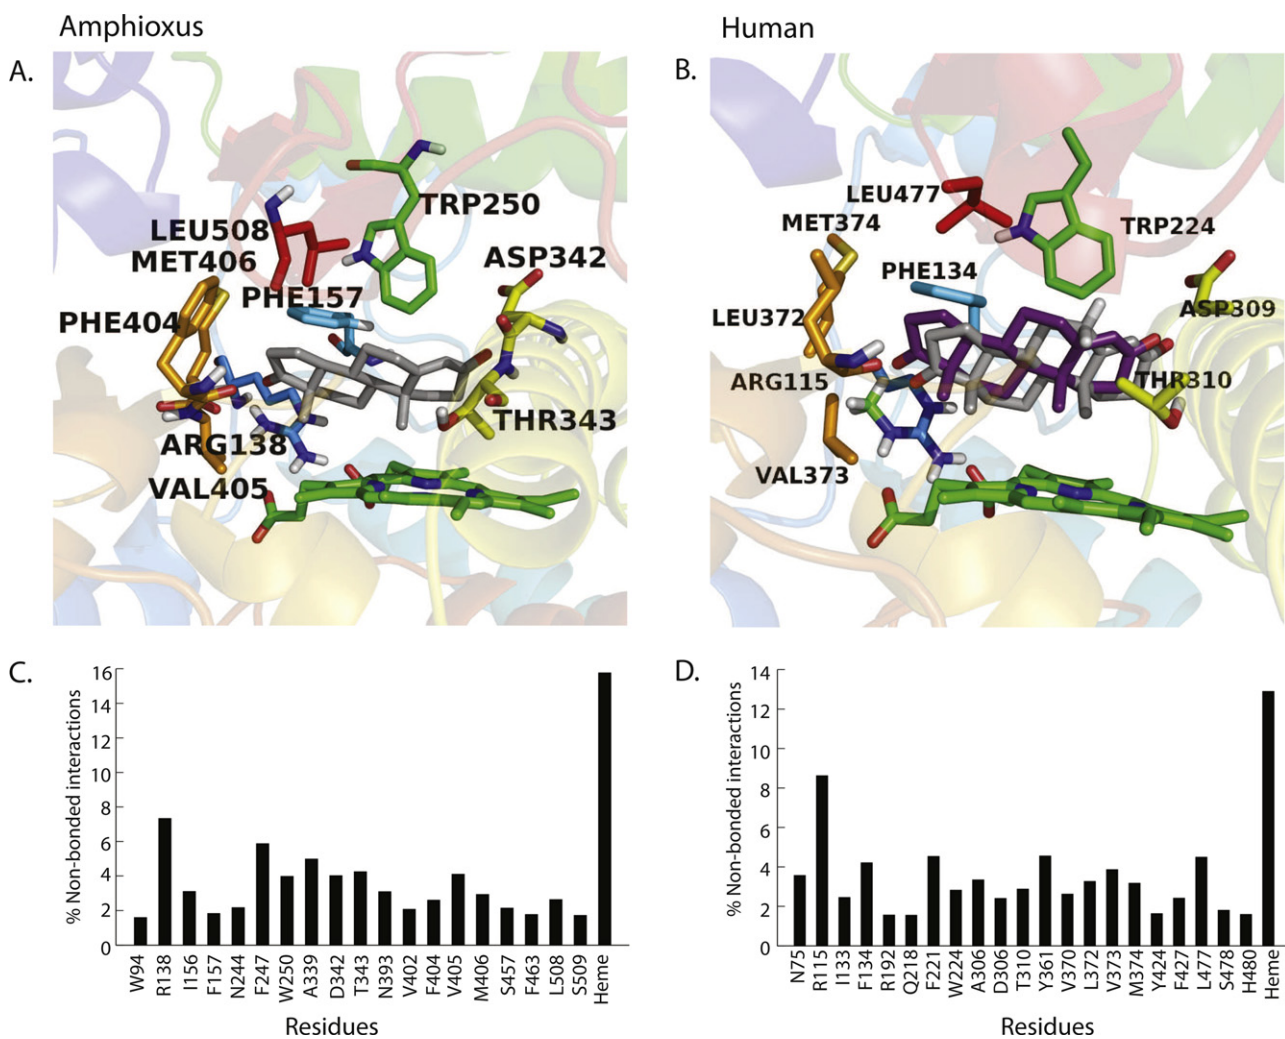 Amphioxus
Human
A.
TRP250
LEU508
MET406
ASP342
PHE157
PHE404
THR343
ARG138
VAL405
B.
LEU477
MET374
TRP224
PHE134
LEU372
ASP309
ARG115
THR310
VAL373
C.
% Non-bonded interactions
16
14
12
10
8
6
4
2
0
W94 R138 I156 F157 N244 F247 W250 A339 D342 T343 N393 V402 F404 V405 M406 S457 F463 L508 S509 Heme
Residues
D.
% Non-bonded interactions
14
12
10
8
6
4
2
0
N75 R115 I133 F134 R192 Q218 F221 W224 A306 D306 T310 Y361 V370 L372 V373 M374 Y424 F427 L477 S478 H480 Heme
Residues